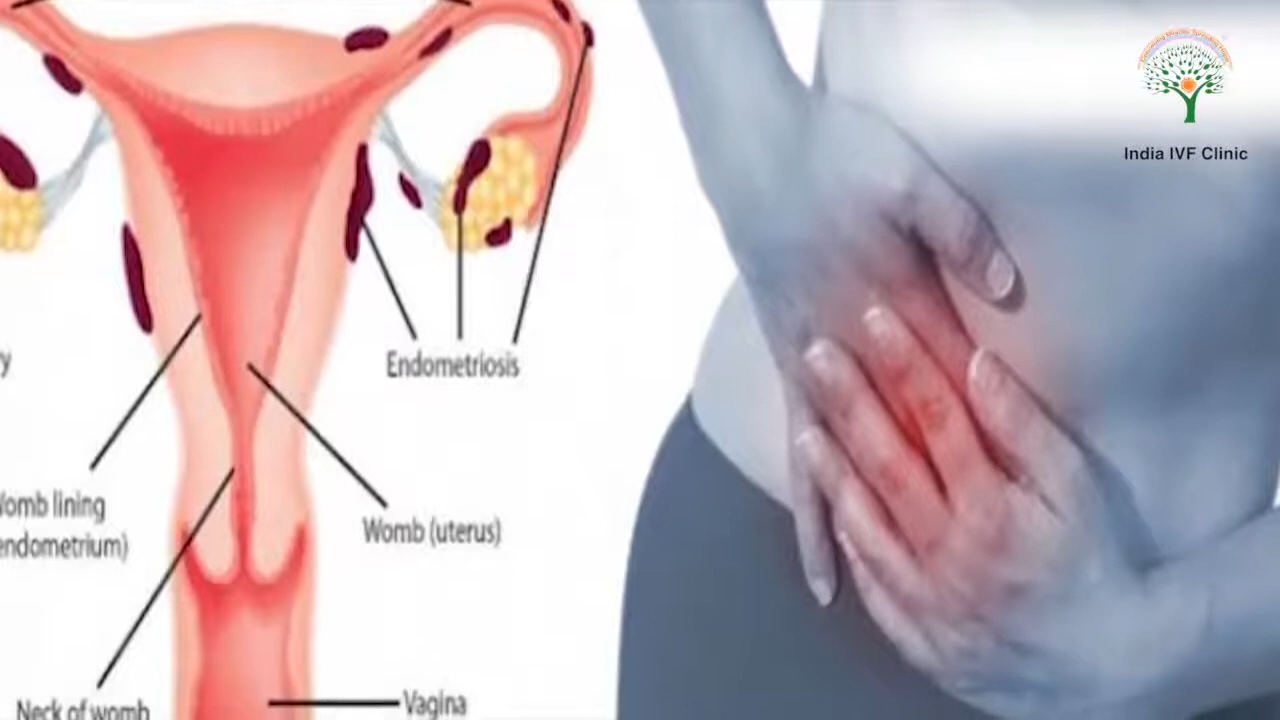 India IVF Clinic
y
Endometriosis
Womb lining
endometrium)
Womb (uterus)
Neck of womb
Vagina